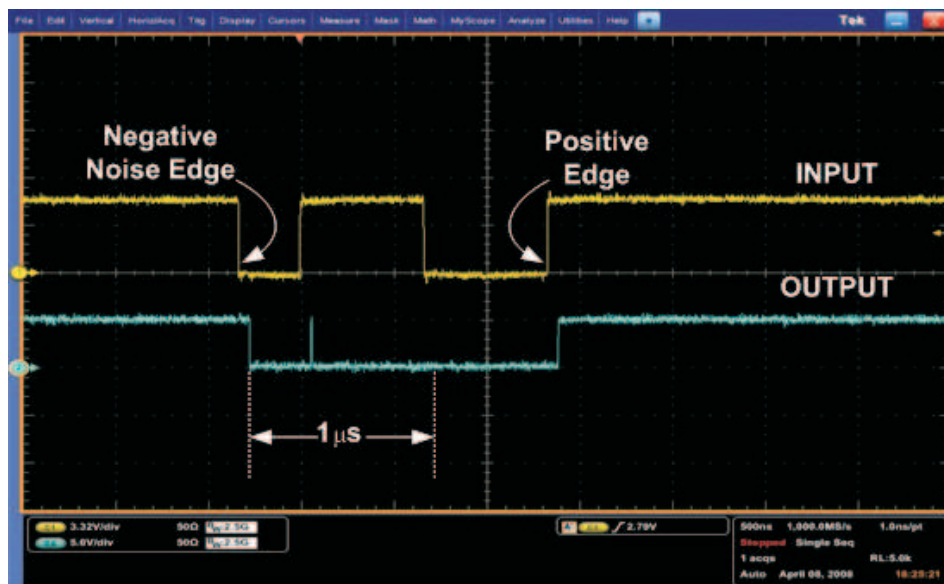 File Edit Vertical Horiz/Acq Trig Display Cursors Measure Mask Math MyScope Analyze Utilities Help
Tek
Negative
Noise Edge
Positive
Edge
INPUT
OUTPUT
1μs
3.32V/div 50Ω 2.5G
5.0V/div 50Ω 2.5G
2.79V
500ns 1,000.0MS/s 1.0ns/pt
Stopped Single Seq
1 acqs RL:5.0k
Auto April 08, 2008